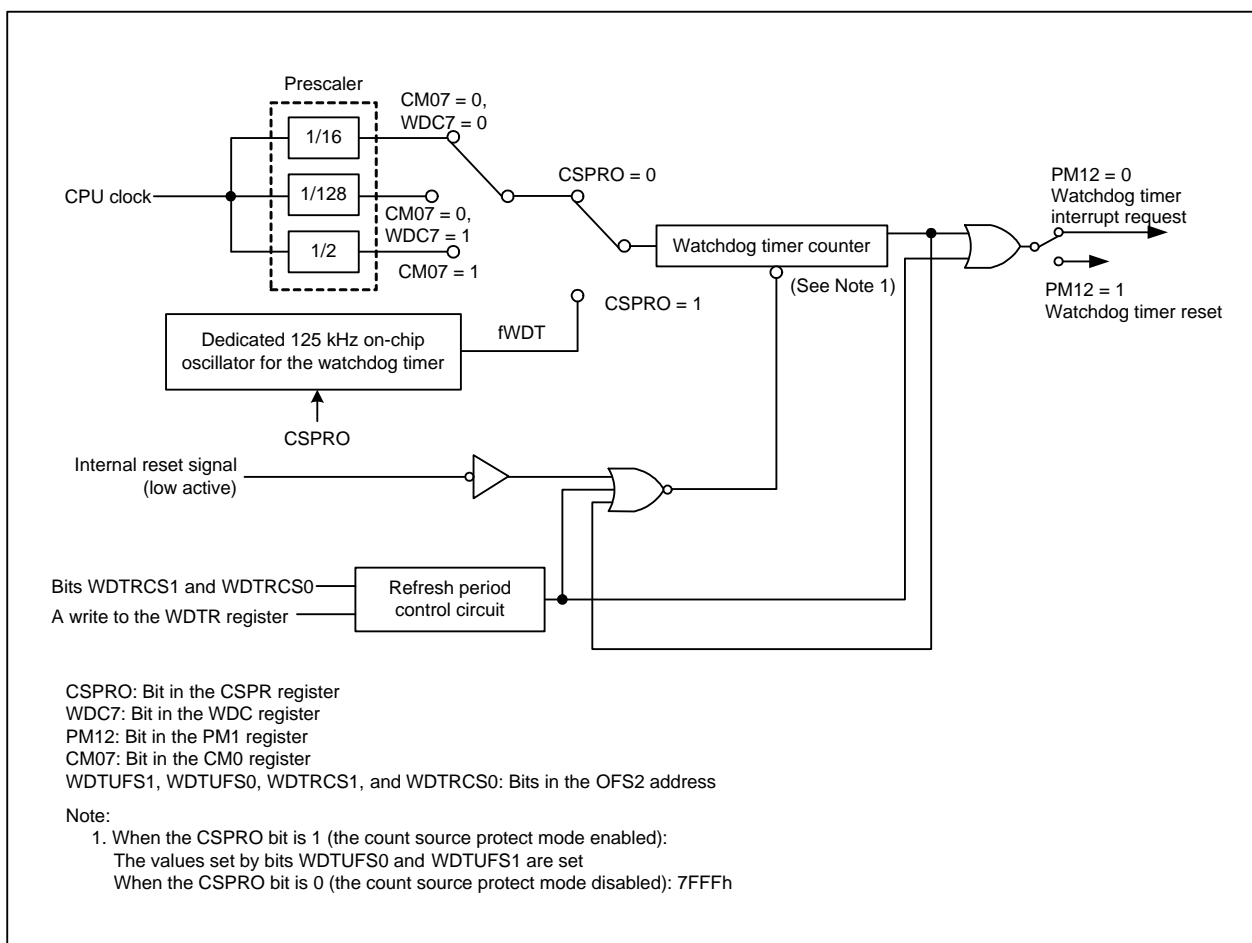 Prescaler
CM07 = 0,
WDC7 = 0
1/16
CPU clock
1/128
CM07 = 0,
WDC7 = 1
1/2
CM07 = 1
CSPRO = 0
PM12 = 0
Watchdog timer
interrupt request
Watchdog timer counter
(See Note 1)
CSPRO = 1
PM12 = 1
Watchdog timer reset
Dedicated 125 kHz on-chip
oscillator for the watchdog timer
fWDT
CSPRO
Internal reset signal
(low active)
Bits WDTRCS1 and WDTRCS0
A write to the WDTR register
Refresh period
control circuit
CSPRO: Bit in the CSPR register
WDC7: Bit in the WDC register
PM12: Bit in the PM1 register
CM07: Bit in the CM0 register
WDTUFS1, WDTUFS0, WDTRCS1, and WDTRCS0: Bits in the OFS2 address
Note:
1. When the CSPRO bit is 1 (the count source protect mode enabled):
The values set by bits WDTUFS0 and WDTUFS1 are set
When the CSPRO bit is 0 (the count source protect mode disabled): 7FFFh